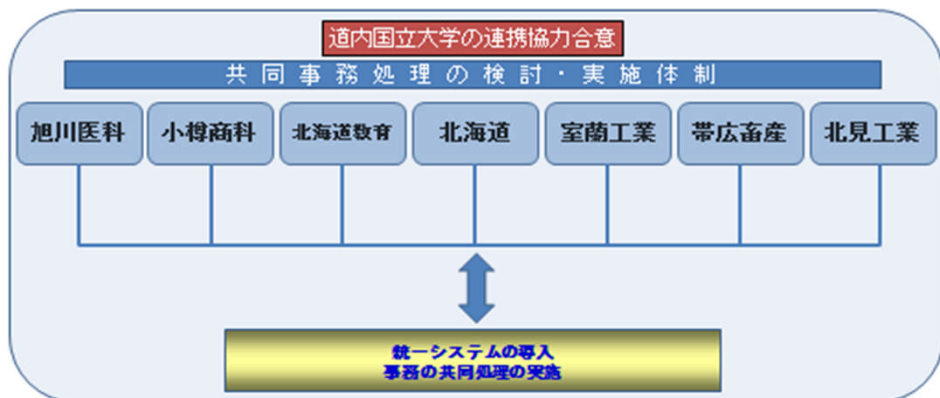 道内国立大学の連携協力合意
共同事務処理の検討・実施体制
旭川医科
小樽商科
北海道教育
北海道
室蘭工業
帯広畜産
北見工業
統一システムの導入
事務の共同処理の実施